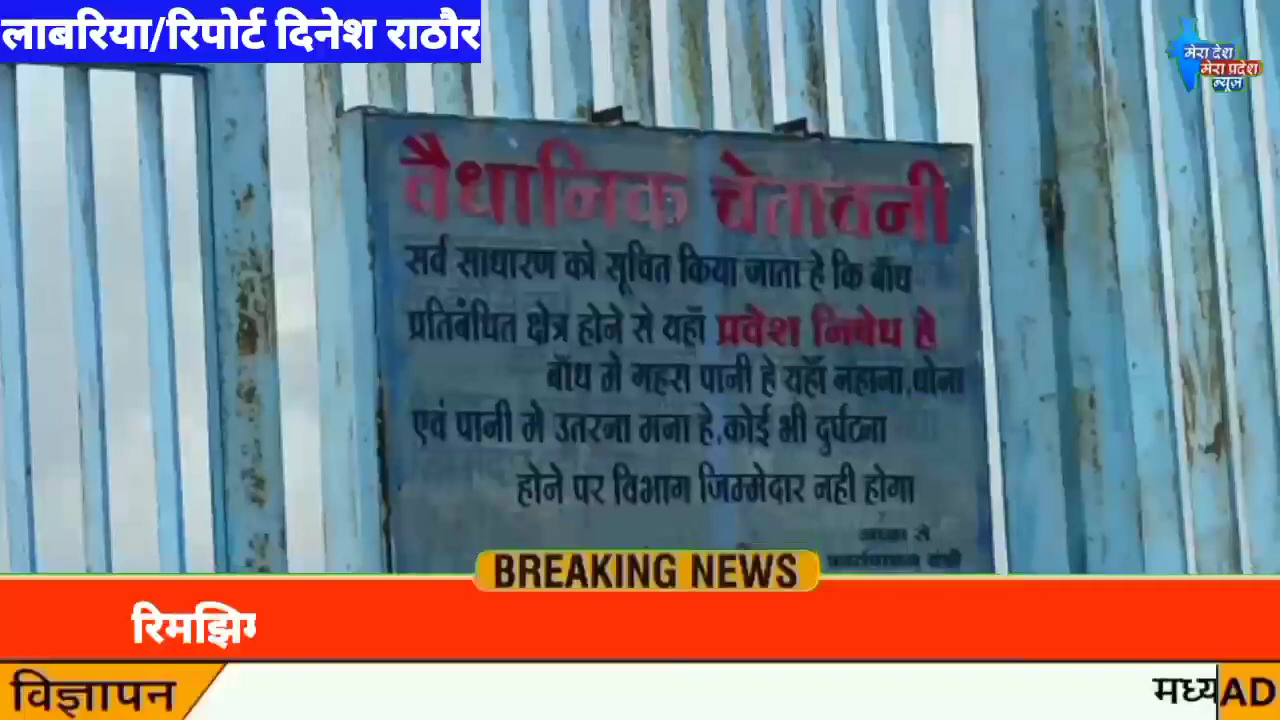 लाबरिया/रिपोर्ट दिनेश राठौर
मेरा देश
मेरा प्रदेश
न्यूज़
वैधानिक चेतावनी
सर्व साधारण को सूचित किया जाता हे कि बाँध
प्रतिबंधित क्षेत्र होने से यहाँ प्रवेश निषेध हे
बाँध मे गहरा पानी हे यहाँ नहाना,धोना
एवं पानी मे उतरना मना हे,कोई भी दुर्घटना
होने पर विभाग जिम्मेदार नही होगा
BREAKING NEWS
रिमझि
विज्ञापन
मध्य AD